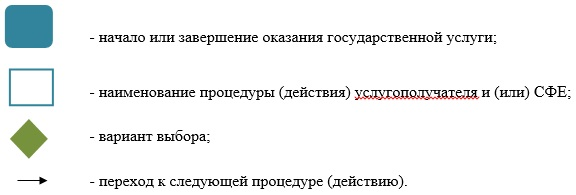 - начало или завершение оказания государственной услуги;
- наименование процедуры (действия) услугополучателя и (или) СФЕ;
- вариант выбора;
- переход к следующей процедуре (действию).